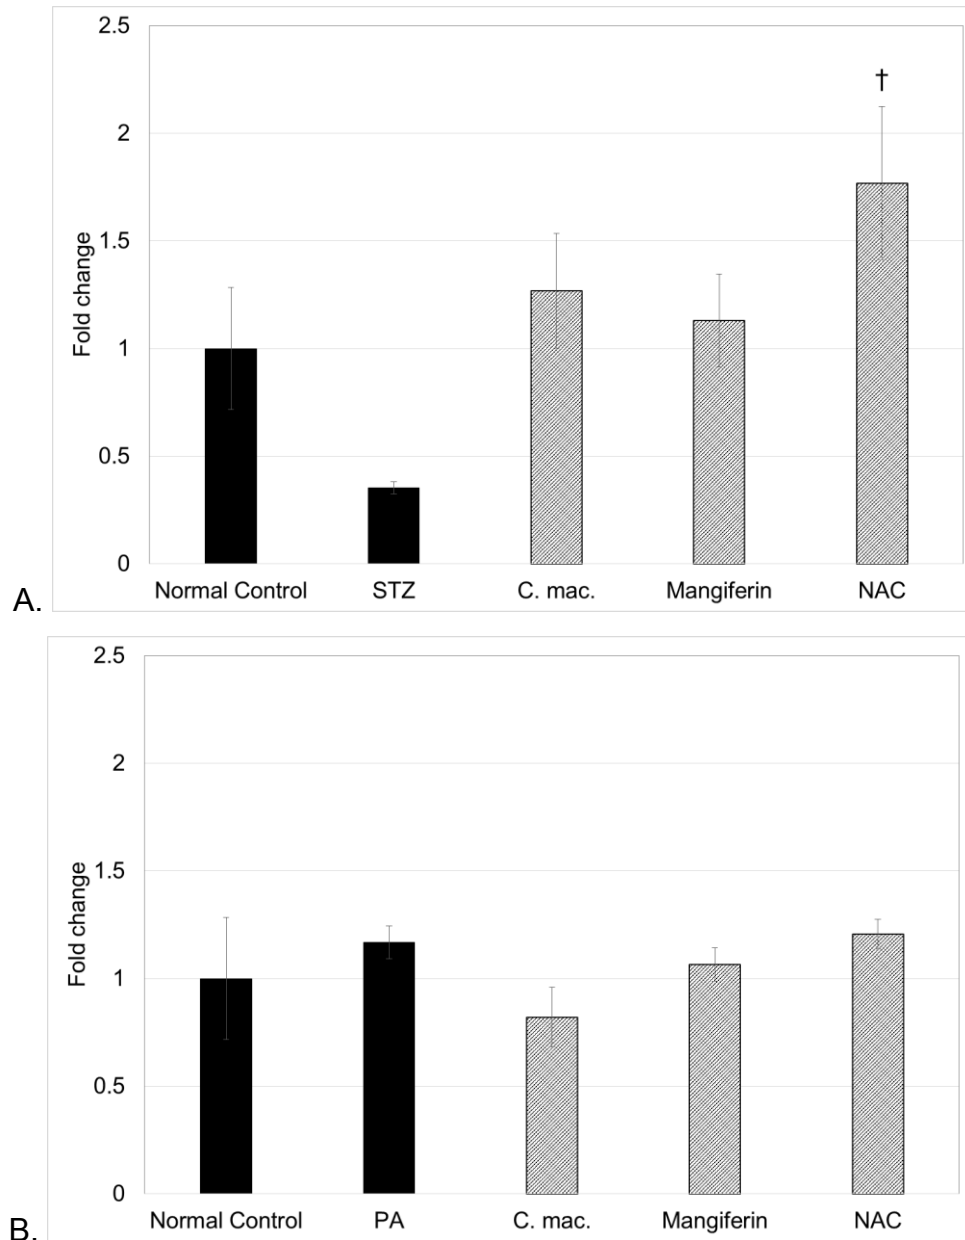 2.5
†
2
1.5
Fold change
1
0.5
0
Normal Control STZ C. mac. Mangiferin NAC
A.
2.5
2
1.5
Fold change
1
0.5
0
Normal Control PA C. mac. Mangiferin NAC
B.